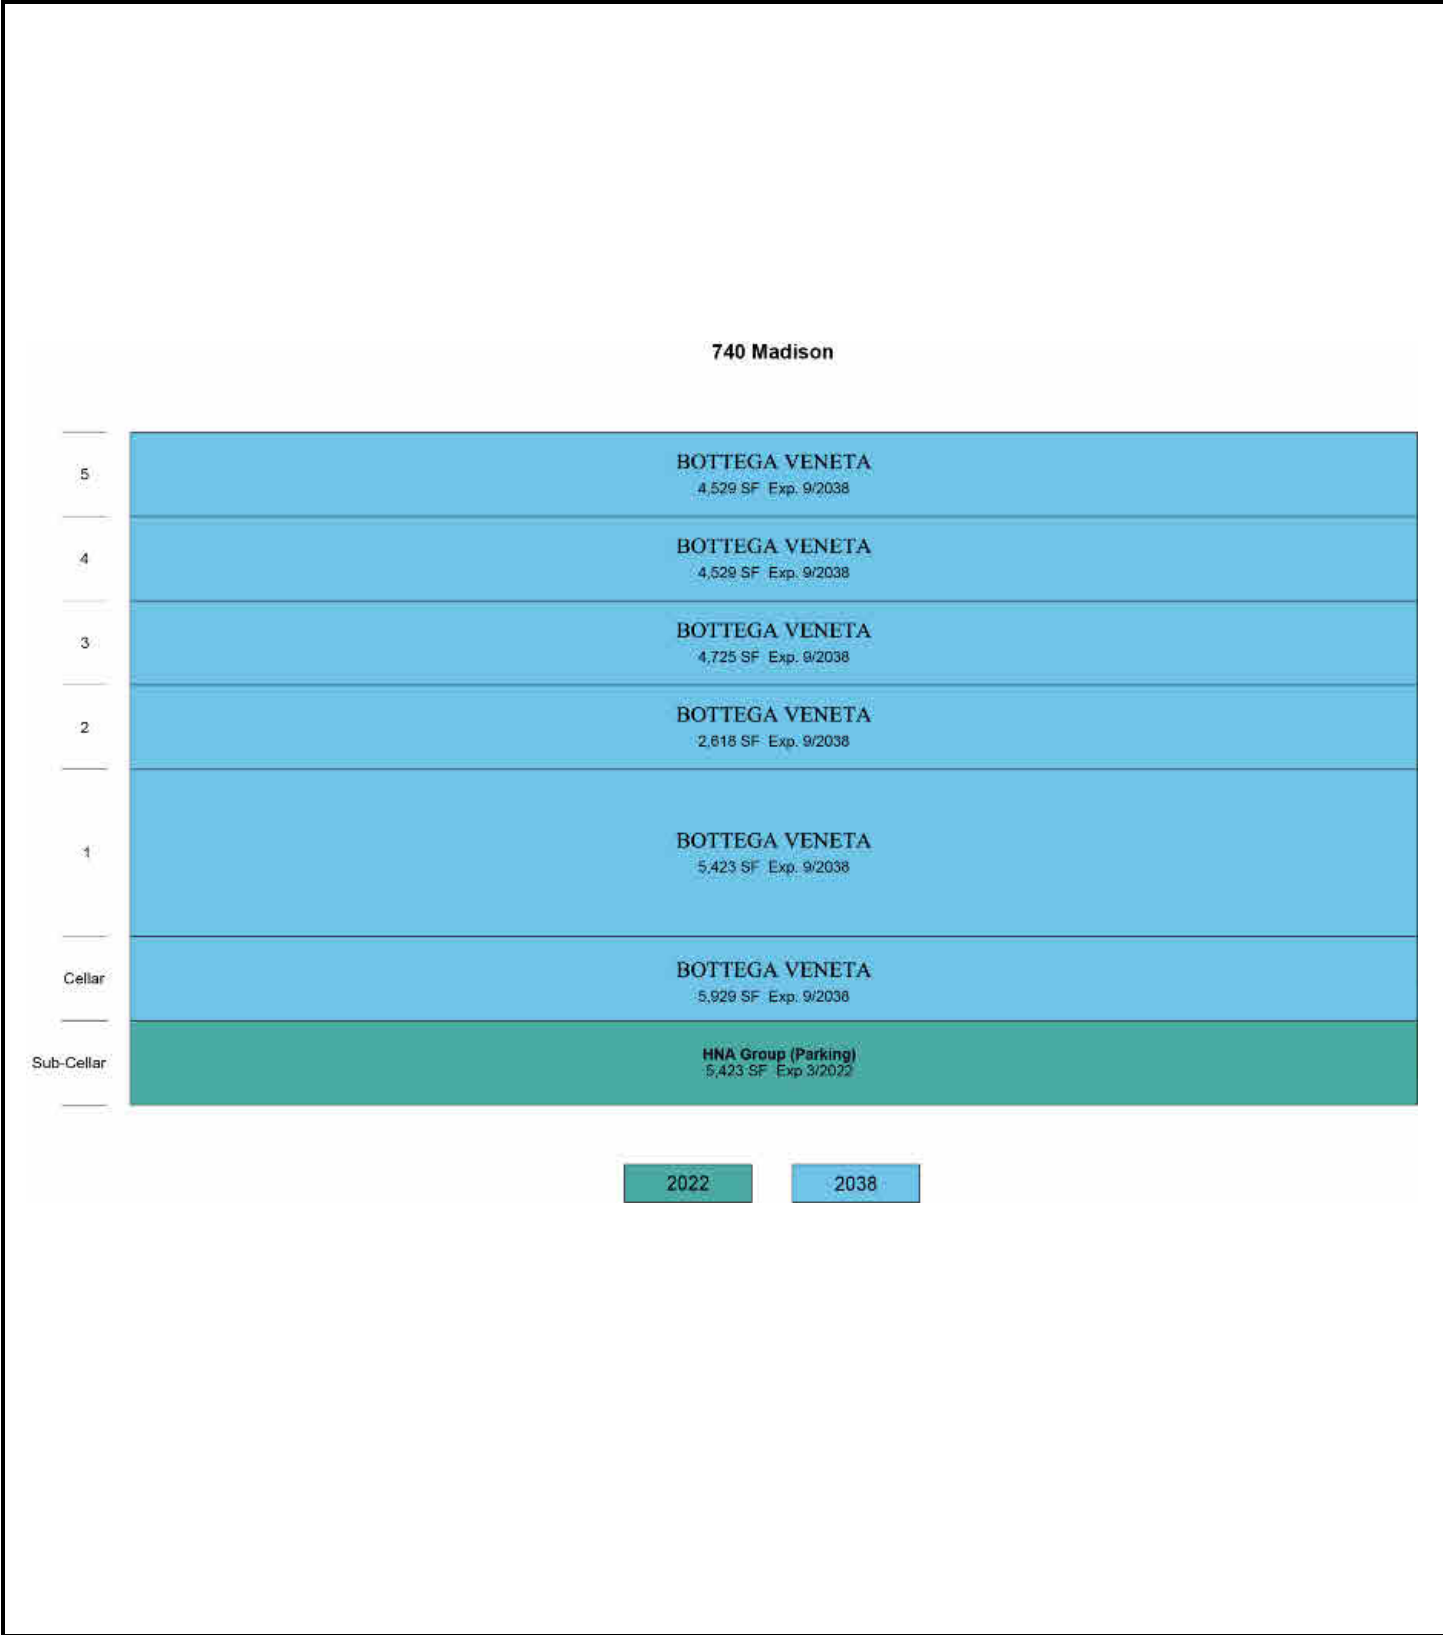 740 Madison
5
BOTTEGA VENETA
4,529 SF Exp. 9/2038
4
BOTTEGA VENETA
4,529 SF Exp. 9/2038
3
BOTTEGA VENETA
4,725 SF Exp. 9/2038
2
BOTTEGA VENETA
2,618 SF Exp. 9/2038
1
BOTTEGA VENETA
5,423 SF Exp. 9/2038
Cellar
BOTTEGA VENETA
5,929 SF Exp. 9/2038
Sub-Cellar
HNA Group (Parking)
5,423 SF Exp 3/2022
2022 2038